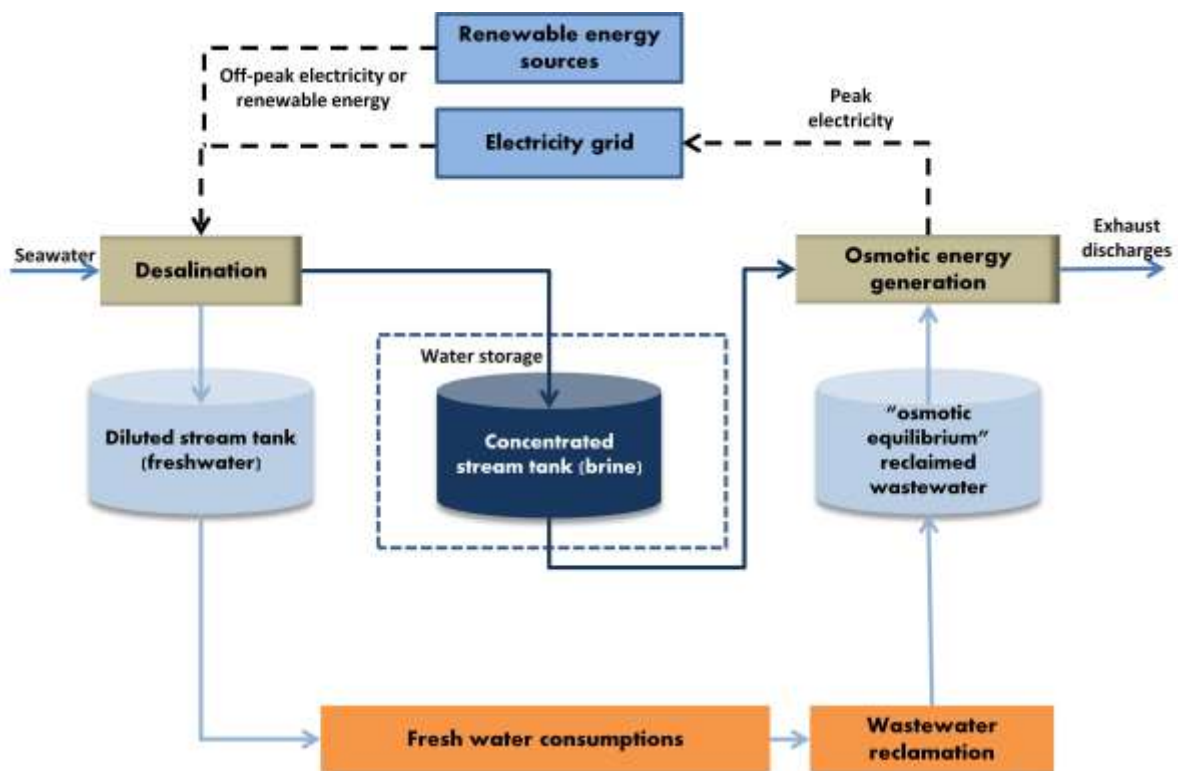 Renewable energy
sources
Off-peak electricity or
renewable energy
Peak
electricity
Electricity grid
Seawater
Desalination
Osmotic energy
generation
Exhaust
discharges
Water storage
Diluted stream tank
(freshwater)
Concentrated
stream tank (brine)
"osmotic
equilibrium"
reclaimed
wastewater
Fresh water consumptions
Wastewater
reclamation